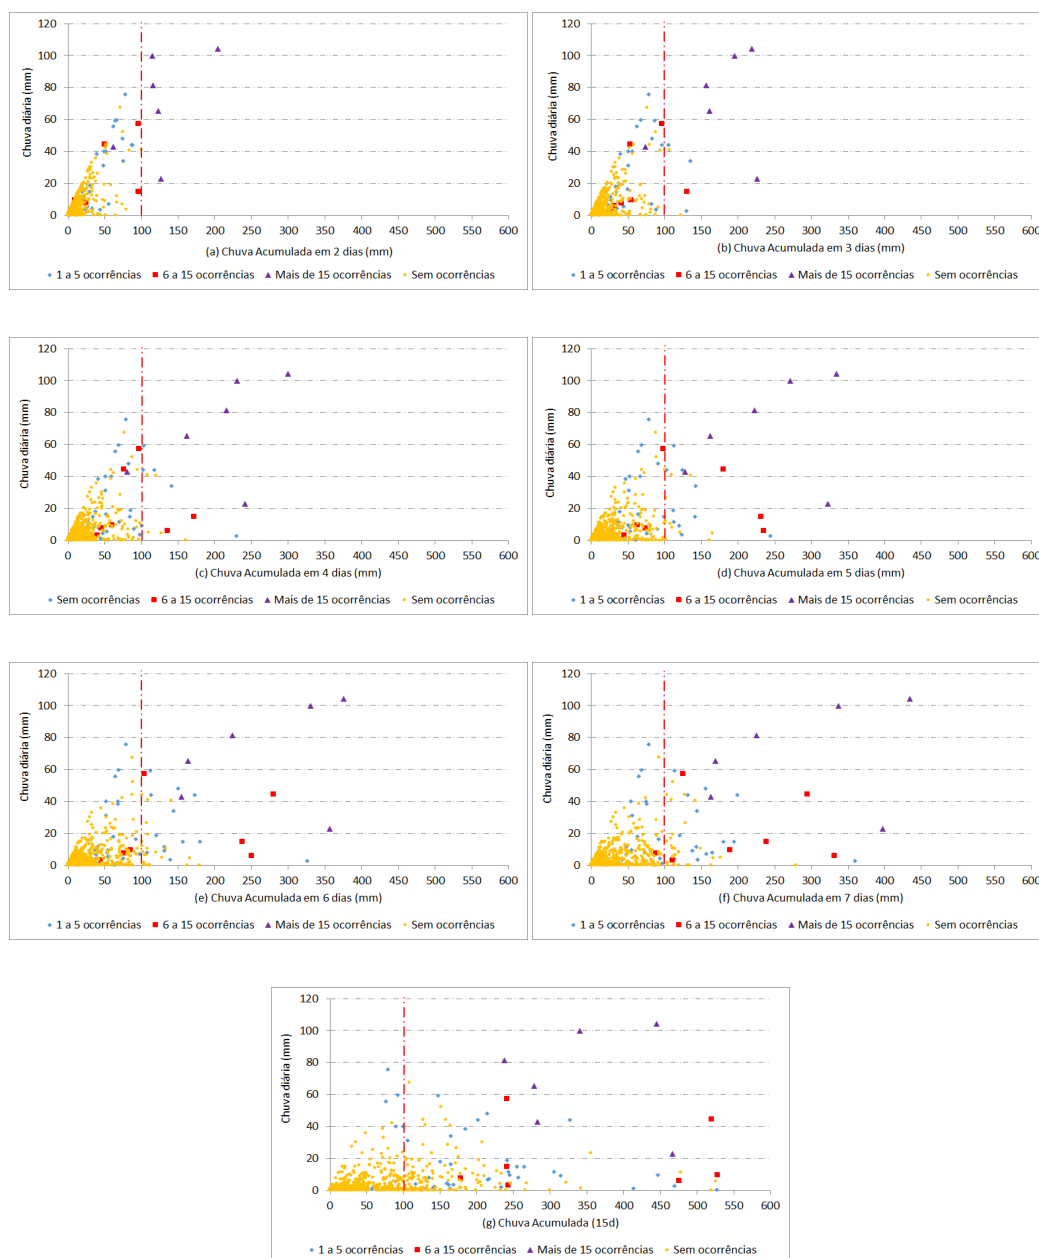 120
100
80
60
40
20
0
Chuva diária (mm)
0 50 100 150 200 250 300 350 400 450 500 550 600
(a) Chuva Acumulada em 2 dias (mm)
1 a 5 ocorrências 6 a 15 ocorrências Mais de 15 ocorrências Sem ocorrências
120
100
80
60
40
20
0
Chuva diária (mm)
0 50 100 150 200 250 300 350 400 450 500 550 600
(b) Chuva Acumulada em 3 dias (mm)
1 a 5 ocorrências 6 a 15 ocorrências Mais de 15 ocorrências Sem ocorrências
120
100
80
60
40
20
0
Chuva diária (mm)
0 50 100 150 200 250 300 350 400 450 500 550 600
(c) Chuva Acumulada em 4 dias (mm)
Sem ocorrências 6 a 15 ocorrências Mais de 15 ocorrências Sem ocorrências
120
100
80
60
40
20
0
Chuva diária (mm)
0 50 100 150 200 250 300 350 400 450 500 550 600
(d) Chuva Acumulada em 5 dias (mm)
1 a 5 ocorrências 6 a 15 ocorrências Mais de 15 ocorrências Sem ocorrências
120
100
80
60
40
20
0
Chuva diária (mm)
0 50 100 150 200 250 300 350 400 450 500 550 600
(e) Chuva Acumulada em 6 dias (mm)
1 a 5 ocorrências 6 a 15 ocorrências Mais de 15 ocorrências Sem ocorrências
120
100
80
60
40
20
0
Chuva diária (mm)
0 50 100 150 200 250 300 350 400 450 500 550 600
(f) Chuva Acumulada em 7 dias (mm)
1 a 5 ocorrências 6 a 15 ocorrências Mais de 15 ocorrências Sem ocorrências
120
100
80
60
40
20
0
Chuva diária (mm)
0 50 100 150 200 250 300 350 400 450 500 550 600
(g) Chuva Acumulada (15d)
1 a 5 ocorrências 6 a 15 ocorrências Mais de 15 ocorrências Sem ocorrências